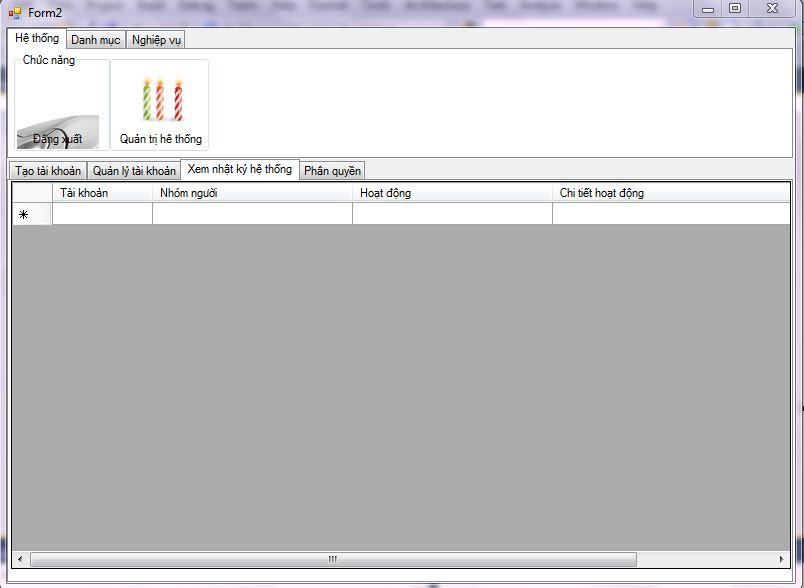 Form2
Hệ thống Danh mục Nghiệp vụ
Chức năng
Đăng xuất Quản trị hệ thống
Tạo tài khoản Quản lý tài khoản Xem nhật ký hệ thống Phân quyền
Tài khoản Nhóm người Hoạt động Chi tiết hoạt động